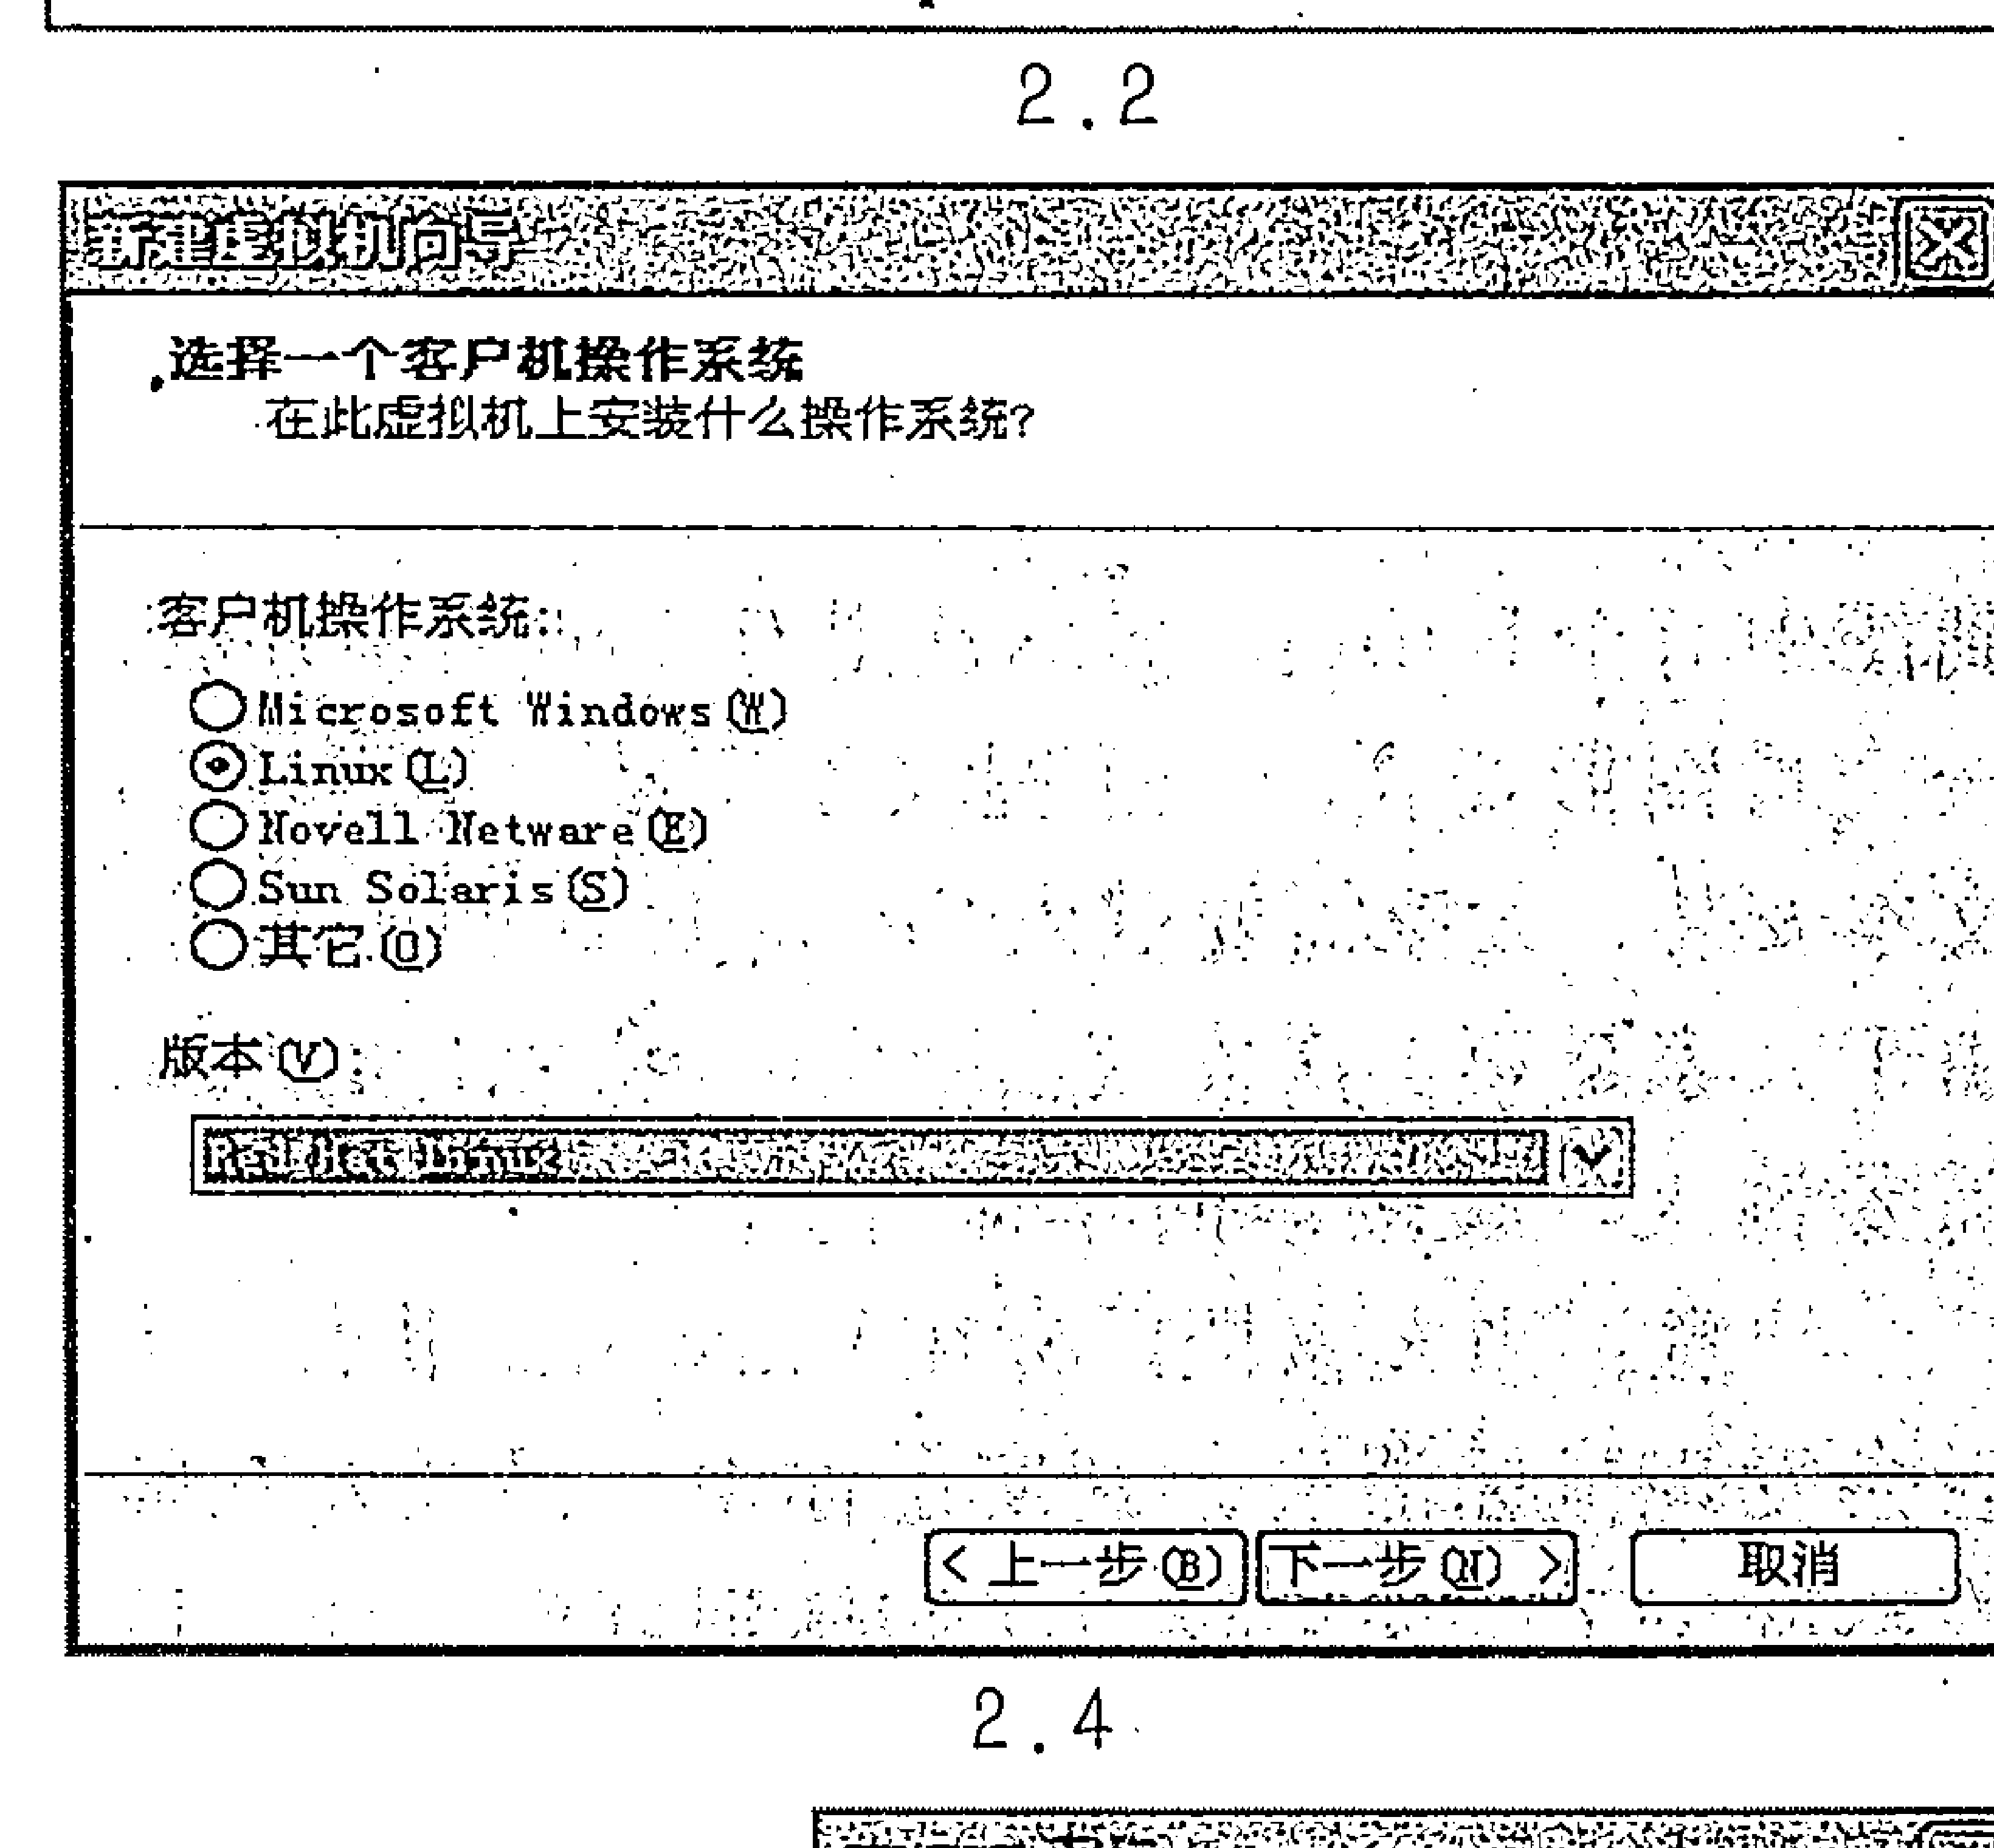 2.2
新建虚拟机向导
选择一个客户机操作系统
在此虚拟机上安装什么操作系统?
客户机操作系统:
Microsoft Windows(W)
Linux(L)
Novell Netware(E)
Sun Solaris(S)
其它(O)
版本(V):
Red Hat Linux
< 上一步(B)
下一步(N) >
取消
2.4